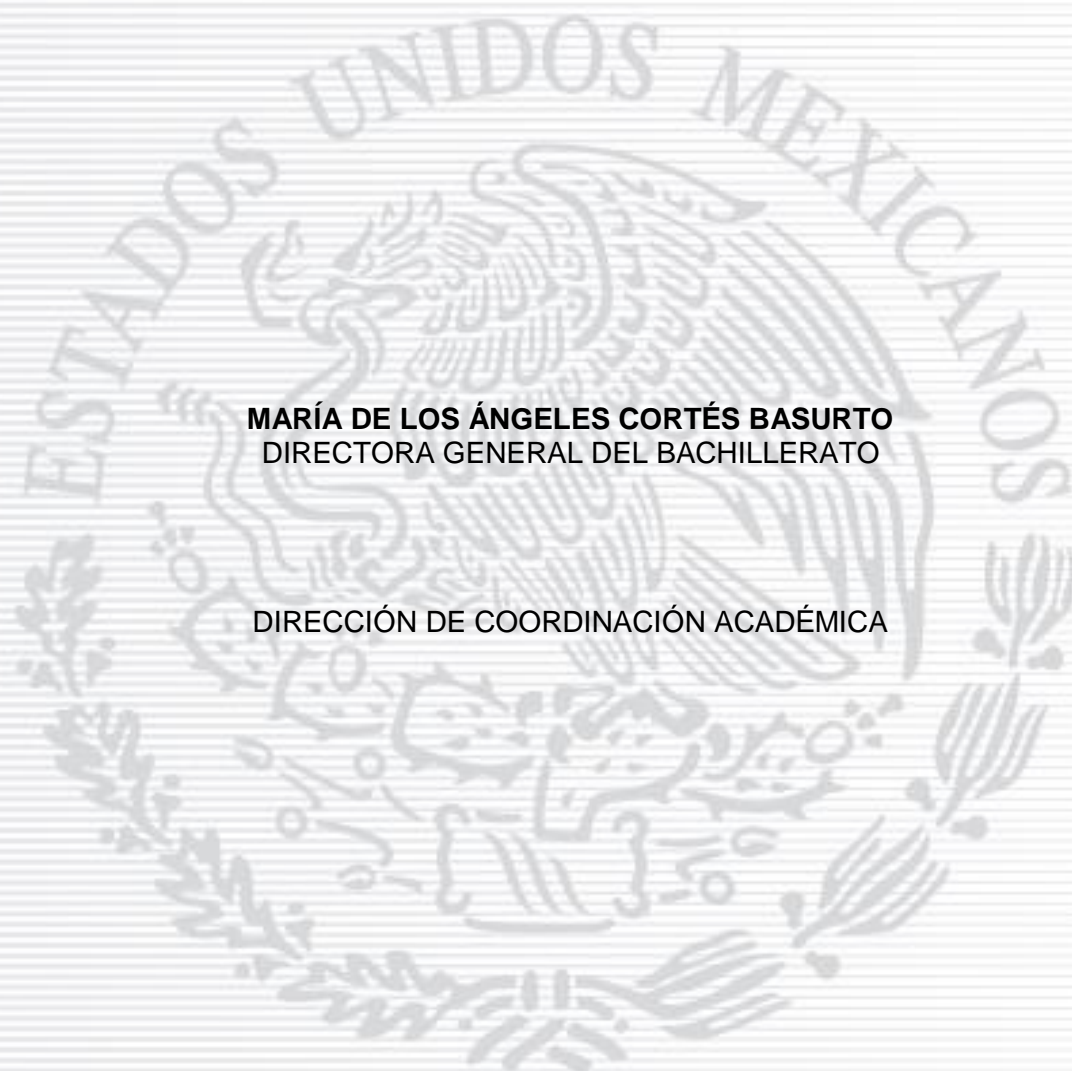 ESTADOS UNIDOS MEXICANOS
MARÍA DE LOS ÁNGELES CORTÉS BASURTO
DIRECTORA GENERAL DEL BACHILLERATO
DIRECCIÓN DE COORDINACIÓN ACADÉMICA